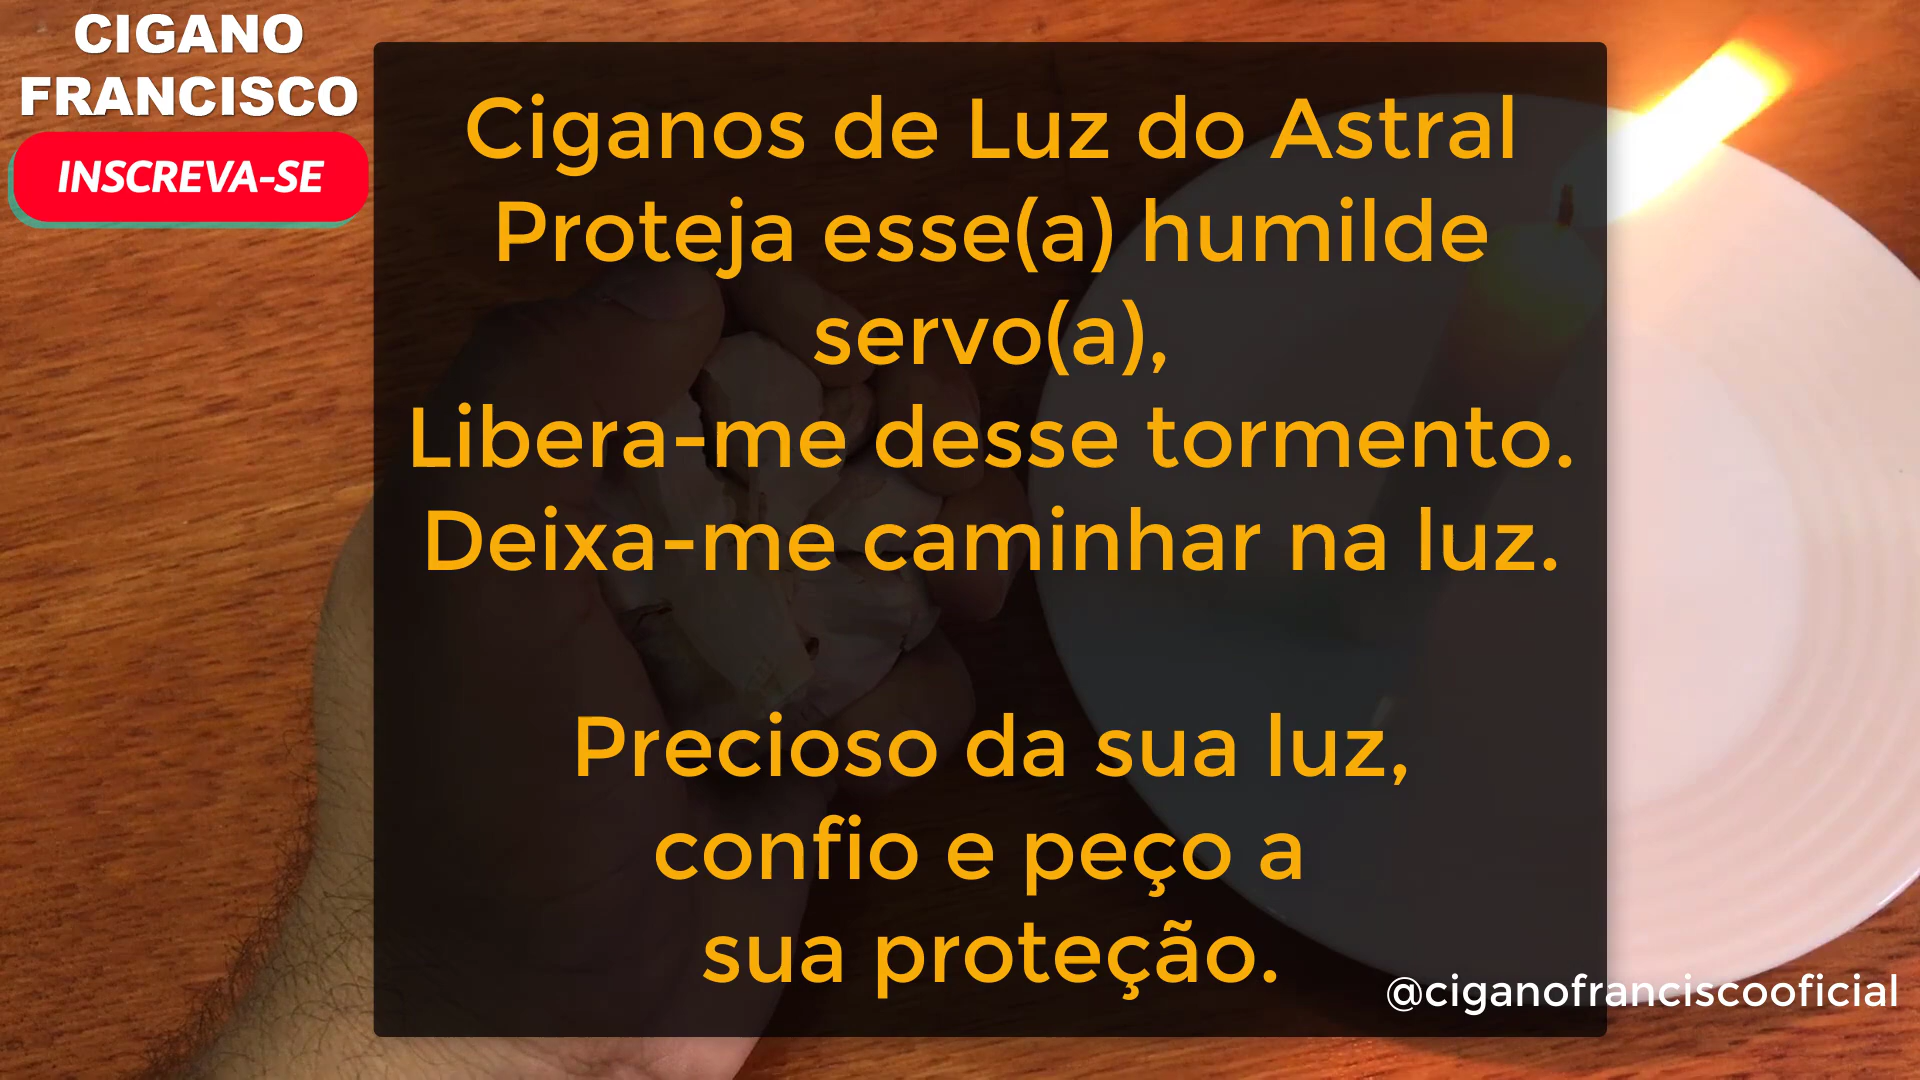 CIGANO
FRANCISCO
INSCREVA-SE
Ciganos de Luz do Astral
Proteja esse(a) humilde
servo(a),
Libera-me desse tormento.
Deixa-me caminhar na luz.
Precioso da sua luz,
confio e peço a
sua proteção.
@ciganofranciscooficial